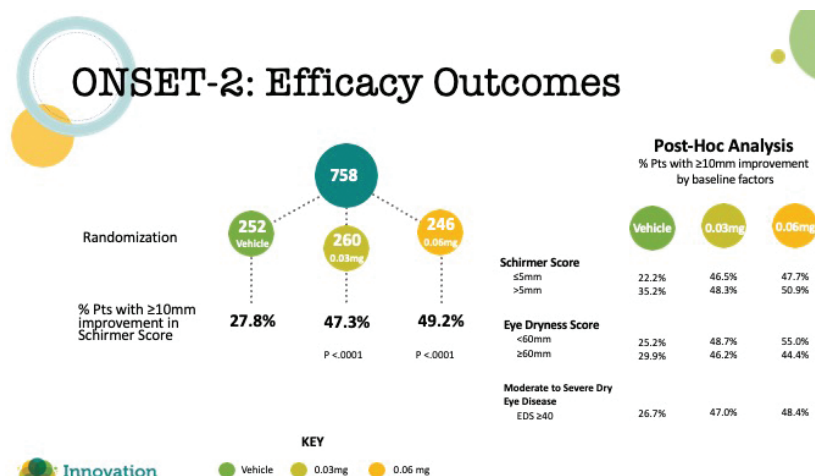 ONSET-2: Efficacy Outcomes
758
Randomization
252
Vehicle
260
0.03mg
246
0.06mg
% Pts with ≥10mm
improvement in
Schirmer Score
27.8%
47.3%
49.2%
P <.0001
P <.0001
Post-Hoc Analysis
% Pts with ≥10mm improvement
by baseline factors
Vehicle 0.03mg 0.06mg
Schirmer Score
≤5mm 22.2% 46.5% 47.7%
>5mm 35.2% 48.3% 50.9%
Eye Dryness Score
<60mm 25.2% 48.7% 55.0%
≥60mm 29.9% 46.2% 44.4%
Moderate to Severe Dry
Eye Disease
EDS ≥40 26.7% 47.0% 48.4%
KEY
Vehicle 0.03mg 0.06 mg
Innovation